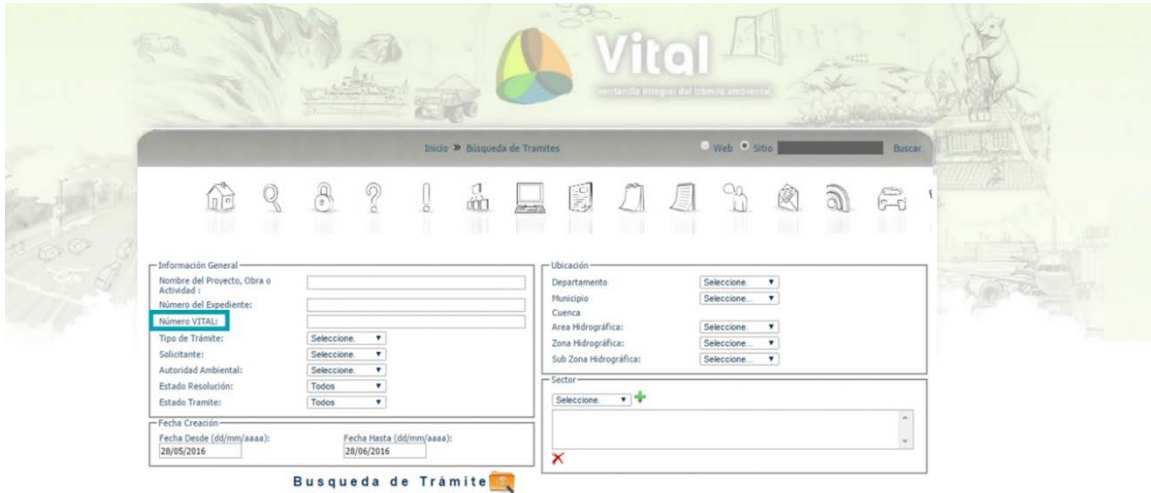 Vital
ventanilla integral del trámite ambiental
Inicio » Búsqueda de Tramites
Web Sitio Buscar
Información General
Nombre del Proyecto, Obra o
Actividad :
Número del Expediente:
Número VITAL:
Tipo de Trámite: Seleccione.
Solicitante: Seleccione.
Autoridad Ambiental: Seleccione.
Estado Resolución: Todos
Estado Tramite: Todos
Fecha Creación
Fecha Desde (dd/mm/aaaa): Fecha Hasta (dd/mm/aaaa):
28/05/2016 28/06/2016
Ubicación
Departamento Seleccione.
Municipio Seleccione...
Cuenca
Area Hidrográfica: Seleccione.
Zona Hidrográfica: Seleccione...
Sub Zona Hidrográfica: Seleccione...
Sector
Seleccione.
Busqueda de Trámite